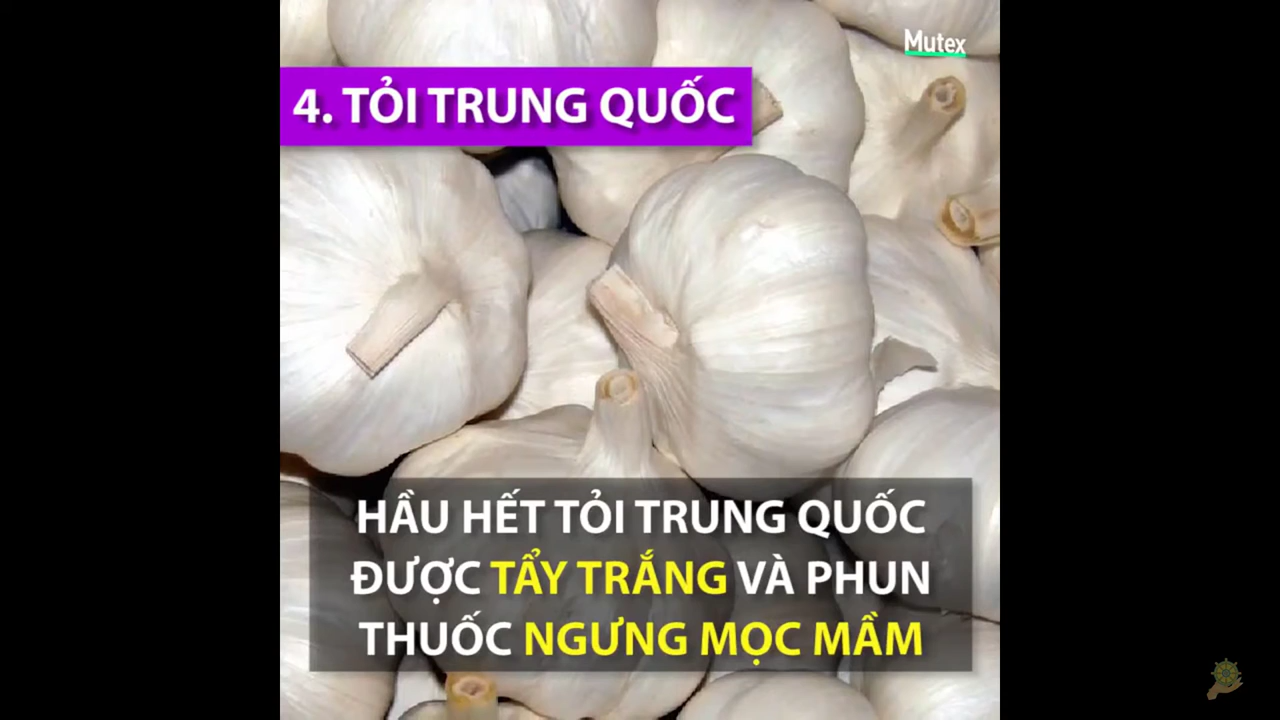 Mutex
4. TỎI TRUNG QUỐC
HẦU HẾT TỎI TRUNG QUỐC
ĐƯỢC TẨY TRẮNG VÀ PHUN
THUỐC NGƯNG MỌC MẦM